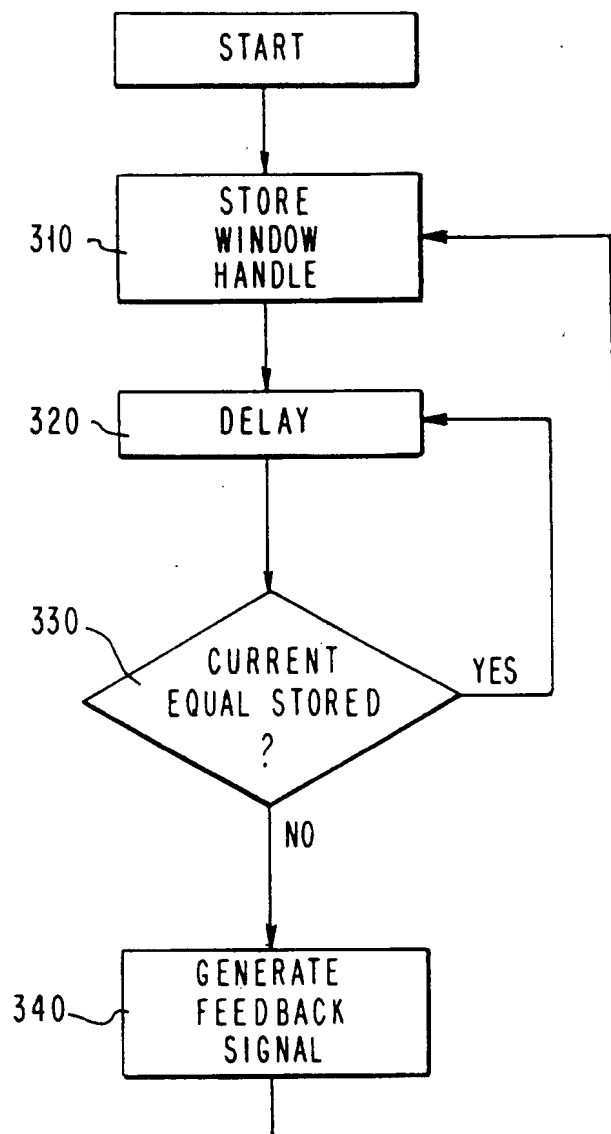 START
310
STORE
WINDOW
HANDLE
320
DELAY
330
CURRENT
EQUAL STORED
?
YES
NO
340
GENERATE
FEEDBACK
SIGNAL